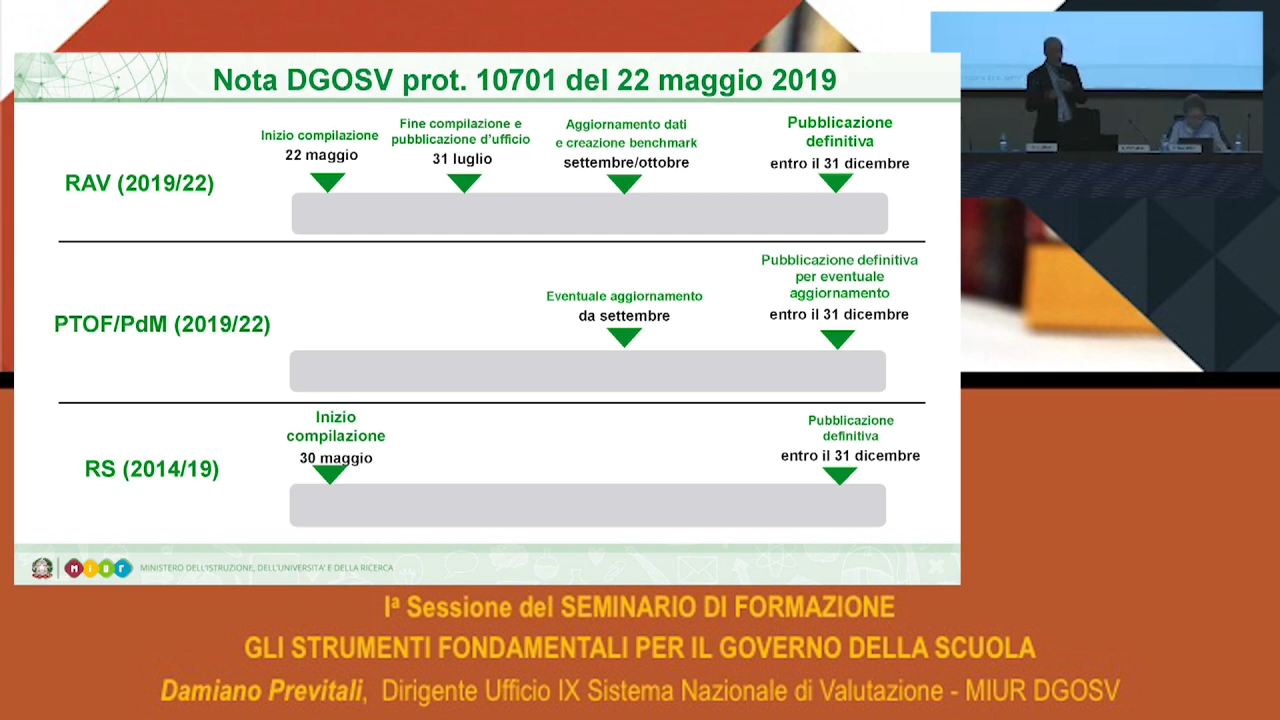 Nota DGOSV prot. 10701 del 22 maggio 2019
RAV (2019/22)
Inizio compilazione
22 maggio
Fine compilazione e
pubblicazione d'ufficio
31 luglio
Aggiornamento dati
e creazione benchmark
settembre/ottobre
Pubblicazione
definitiva
entro il 31 dicembre
PTOF/PdM (2019/22)
Eventuale aggiornamento
da settembre
Pubblicazione definitiva
per eventuale
aggiornamento
entro il 31 dicembre
RS (2014/19)
Inizio
compilazione
30 maggio
Pubblicazione
definitiva
entro il 31 dicembre
MIUR
MINISTERO DELL'ISTRUZIONE, DELL'UNIVERSITA' E DELLA RICERCA
Iª Sessione del SEMINARIO DI FORMAZIONE
GLI STRUMENTI FONDAMENTALI PER IL GOVERNO DELLA SCUOLA
Damiano Previtali, Dirigente Ufficio IX Sistema Nazionale di Valutazione - MIUR DGOSV